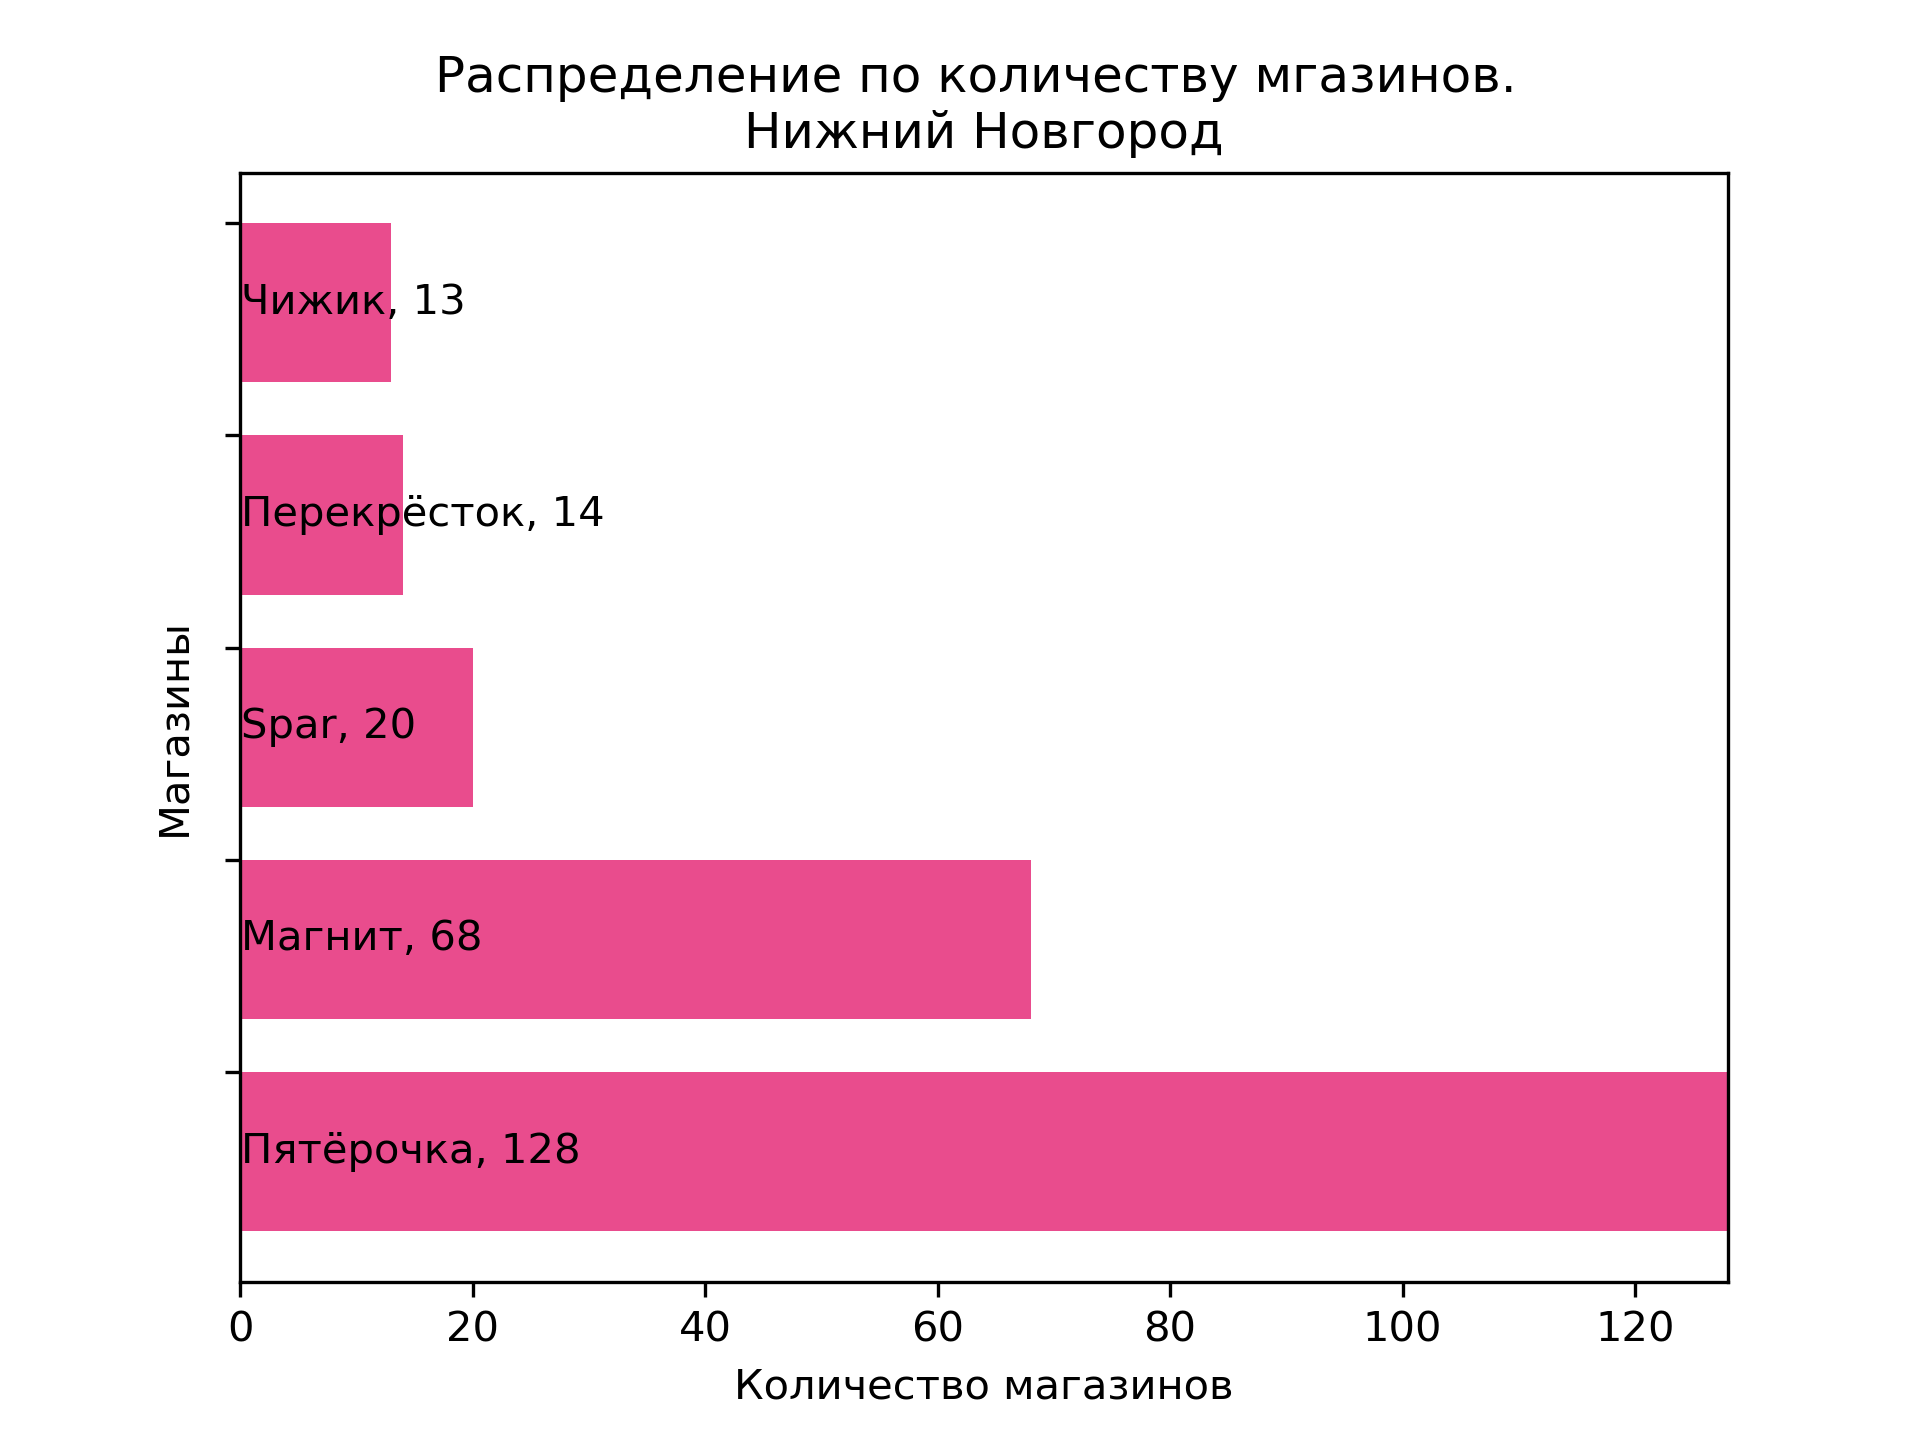 Распределение по количеству мгазинов.
Нижний Новгород
Чижик, 13
Перекрёсток, 14
Spar, 20
Магнит, 68
Пятёрочка, 128
Магазины
0 20 40 60 80 100 120
Количество магазинов